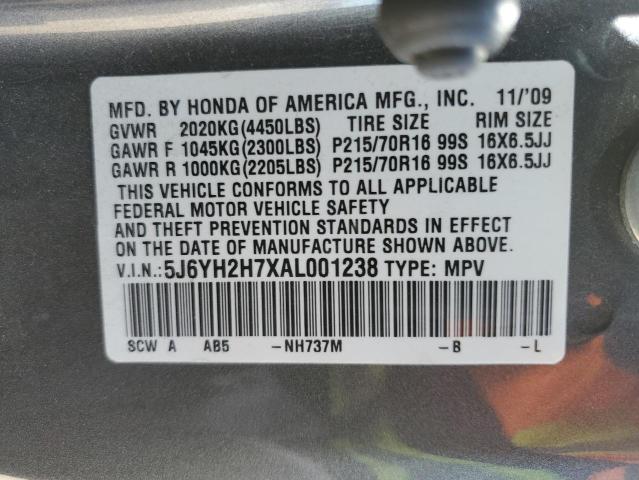 MFD. BY HONDA OF AMERICA MFG., INC. 11/'09
GVWR 2020KG(4450LBS) TIRE SIZE RIM SIZE
GAWR F 1045KG(2300LBS) P215/70R16 99S 16X6.5JJ
GAWR R 1000KG(2205LBS) P215/70R16 99S 16X6.5JJ
THIS VEHICLE CONFORMS TO ALL APPLICABLE
FEDERAL MOTOR VEHICLE SAFETY
AND THEFT PREVENTION STANDARDS IN EFFECT
ON THE DATE OF MANUFACTURE SHOWN ABOVE.
V.I.N.:5J6YH2H7XAL001238 TYPE: MPV
SCW A AB5 -NH737M -B -L